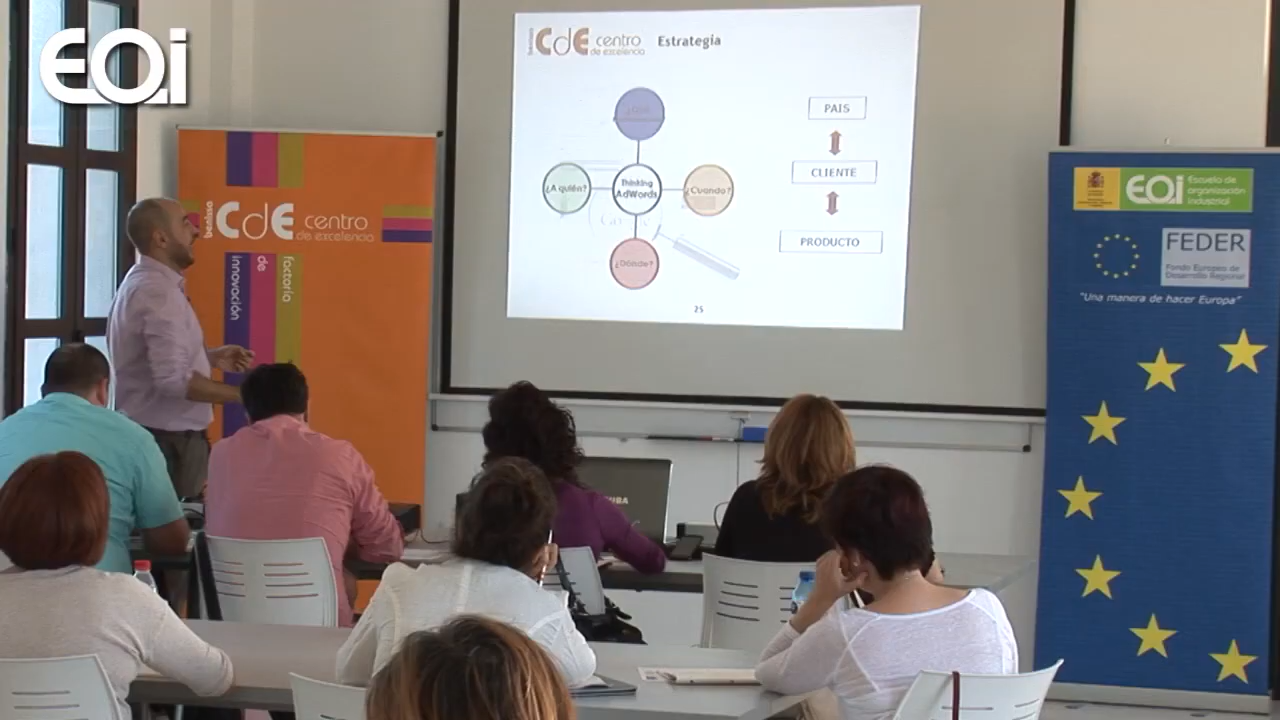 EOi
benissa CdE centro
de excelencia
Estrategia
¿A quién?
Thinking
AdWords
¿Cuando?
¿Dónde?
PAIS
CLIENTE
PRODUCTO
25
benissa CdE centro
de excelencia
factoría
de
innovación
EOi Escuela de
organización
industrial
FEDER
Fondo Europeo de
Desarrollo Regional
"Una manera de hacer Europa"